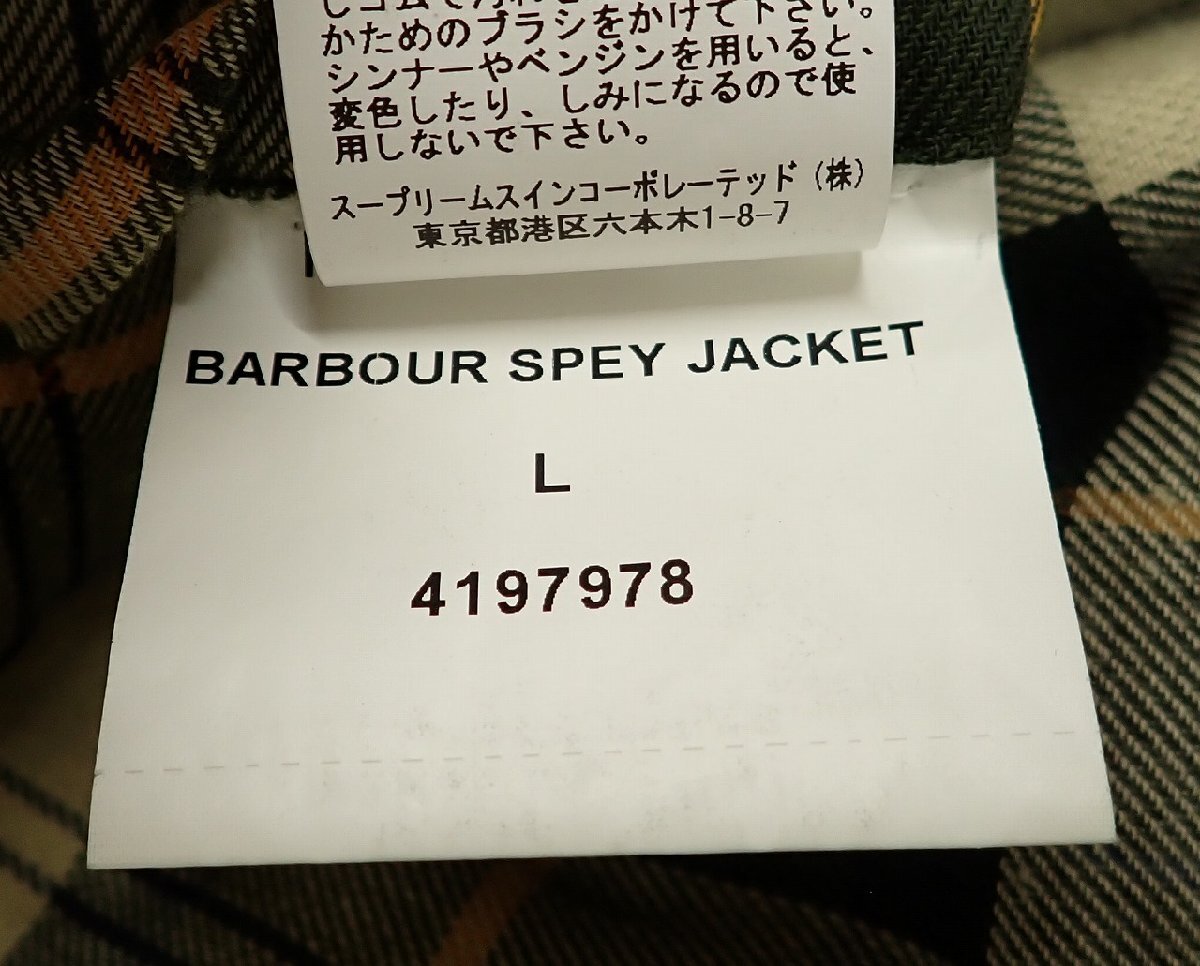 かためのブラシをかけて下さい。
シンナーやベンジンを用いると、
変色したり、しみになるので使
用しないで下さい。
スープリームスインコーポレーテッド（株）
東京都港区六本木1-8-7
BARBOUR SPEY JACKET
L
4197978